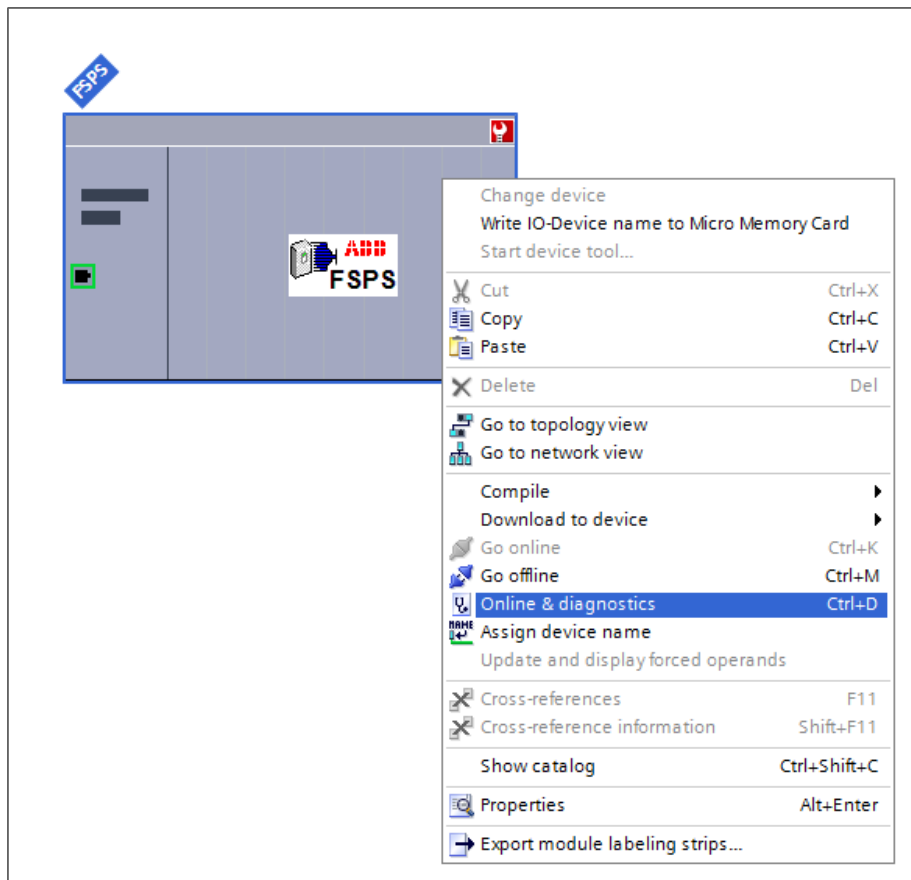 FSPS
ABB
FSPS
Change device
Write IO-Device name to Micro Memory Card
Start device tool...
Cut Ctrl+X
Copy Ctrl+C
Paste Ctrl+V
Delete Del
Go to topology view
Go to network view
Compile
Download to device
Go online Ctrl+K
Go offline Ctrl+M
Online & diagnostics Ctrl+D
NAME Assign device name
Update and display forced operands
Cross-references F11
Cross-reference information Shift+F11
Show catalog Ctrl+Shift+C
Properties Alt+Enter
Export module labeling strips...